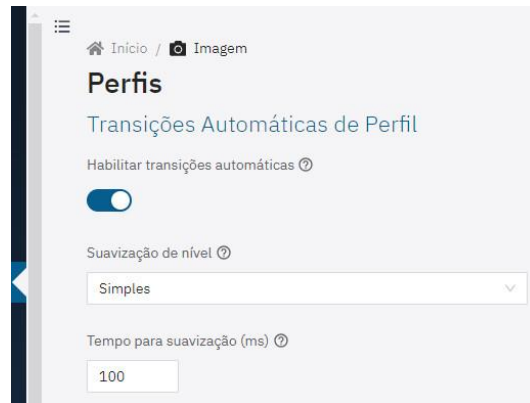 Início / Imagem
Perfis
Transições Automáticas de Perfil
Habilitar transições automáticas
Suavização de nível
Simples
Tempo para suavização (ms)
100